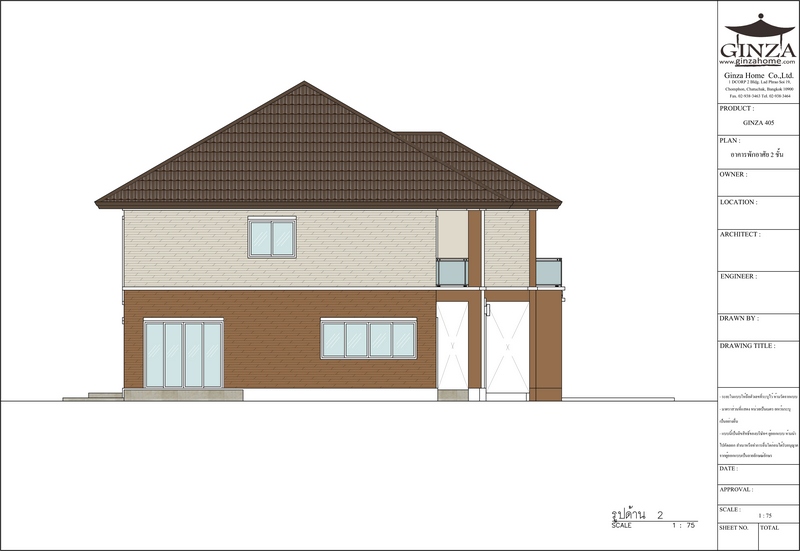 GINZA
www.ginzahome.com
Ginza Home Co.,Ltd.
1 DCORP 2 Bldg. Lad Phrao Soi 19,
Chomphon, Chatuchak, Bangkok 10900
Fax. 02-938-3463 Tel. 02-938-3464
PRODUCT :
GINZA 405
PLAN :
อาคารพักอาศัย 2 ชั้น
OWNER :
LOCATION :
ARCHITECT :
ENGINEER :
DRAWN BY :
DRAWING TITLE :
DATE :
APPROVAL :
SCALE :
1 : 75
SHEET NO. TOTAL
รูปด้าน 2
SCALE 1 : 75